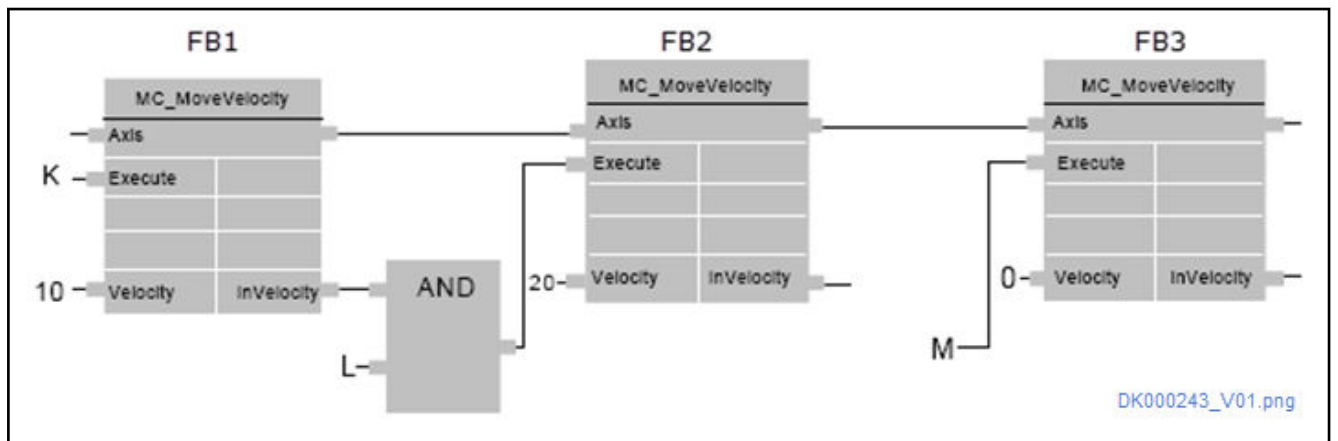 FB1
MC_MoveVelocity
Axis
K
Execute
10
Velocity
InVelocity
AND
L
FB2
MC_MoveVelocity
Axis
Execute
20
Velocity
InVelocity
FB3
MC_MoveVelocity
Axis
Execute
0
Velocity
InVelocity
M
DK000243_V01.png